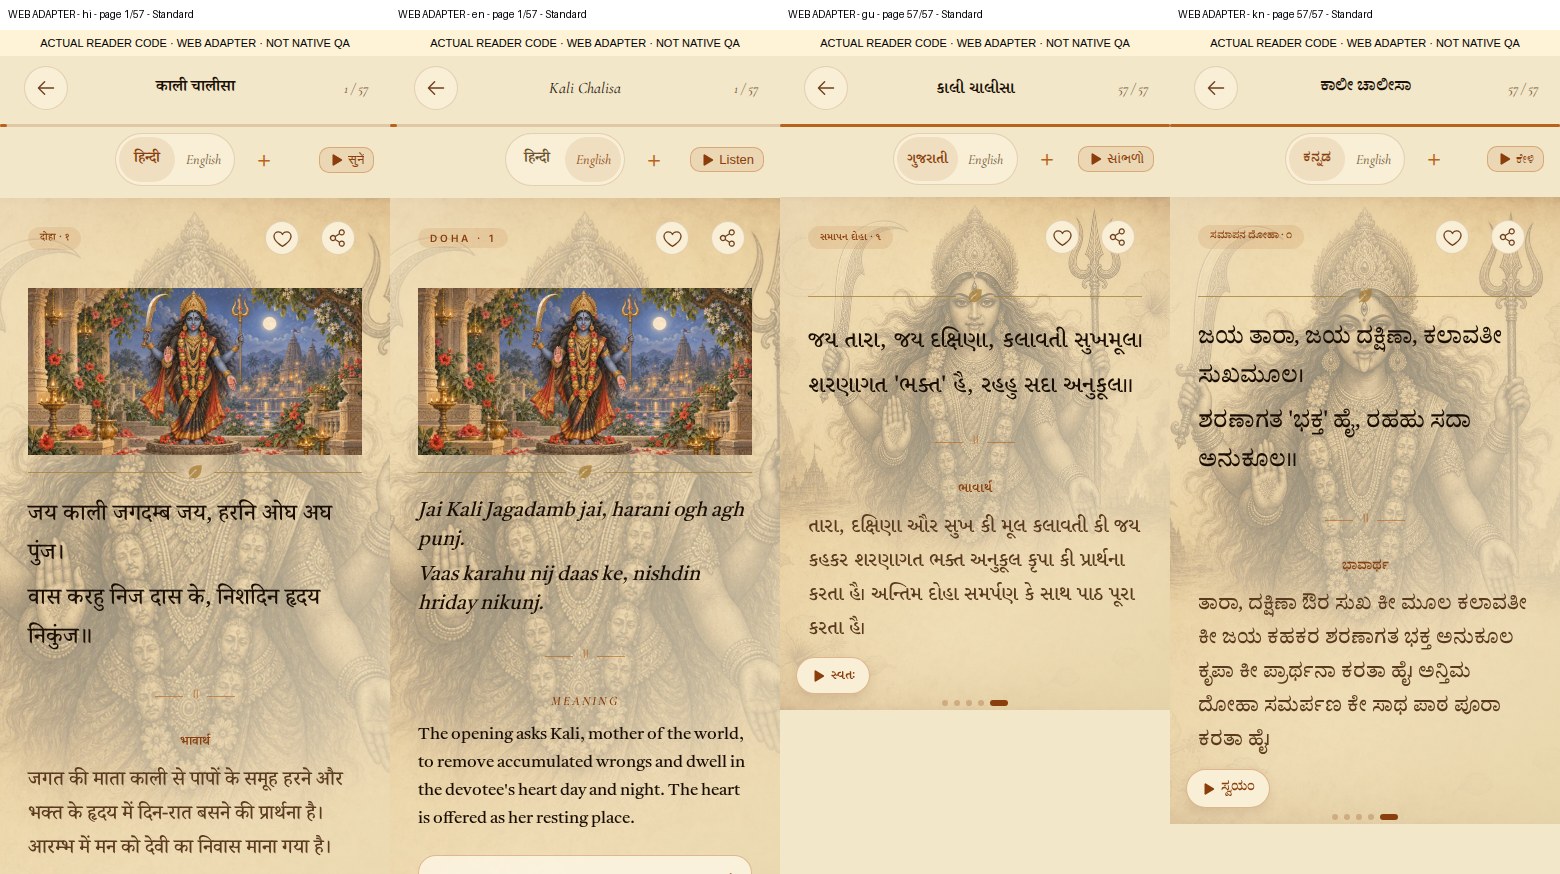 WEB ADAPTER - hi - page 1/57 - Standard
ACTUAL READER CODE · WEB ADAPTER · NOT NATIVE QA
काली चालीसा
1 / 57
हिन्दी English + सुनें
दोहा · १
जय काली जगदम्ब जय, हरनि ओघ अघ
पुंज।
वास करहु निज दास के, निशदिन हृदय
निकुंज॥
॥
भावार्थ
जगत की माता काली से पापों के समूह हरने और
भक्त के हृदय में दिन-रात बसने की प्रार्थना है।
आरम्भ में मन को देवी का निवास माना गया है।
WEB ADAPTER - en - page 1/57 - Standard
ACTUAL READER CODE · WEB ADAPTER · NOT NATIVE QA
Kali Chalisa
1 / 57
हिन्दी English + Listen
DOHA · 1
Jai Kali Jagadamb jai, harani ogh agh
punj.
Vaas karahu nij daas ke, nishdin
hriday nikunj.
॥
MEANING
The opening asks Kali, mother of the world,
to remove accumulated wrongs and dwell in
the devotee's heart day and night. The heart
is offered as her resting place.
WEB ADAPTER - gu - page 57/57 - Standard
ACTUAL READER CODE · WEB ADAPTER · NOT NATIVE QA
કાલી ચાલીસા
57 / 57
ગુજરાતી English + સાંભળો
સમાપન દોહા · ૧
જય તારા, જય દક્ષિણા, કલાવતી સુખમૂલ।
શરણાગત 'ભક્ત' હૈ, રહહુ સદા અનુકૂલ॥
॥
ભાવાર્થ
તારા, દક્ષિણા ઔર સુખ કી મૂલ કલાવતી કી જય
કહકર શરણાગત ભક્ત અનુકૂલ કૃપા કી પ્રાર્થના
કરતા હૈ। અન્તિમ દોહા સમર્પણ કે સાથ પાઠ પૂરા
કરતા હૈ।
સ્વતઃ
WEB ADAPTER - kn - page 57/57 - Standard
ACTUAL READER CODE · WEB ADAPTER · NOT NATIVE QA
ಕಾಲೀ ಚಾಲೀಸಾ
57 / 57
ಕನ್ನಡ English + ಕೇಳಿ
ಸಮಾಪನ ದೋಹಾ · ೧
ಜಯ ತಾರಾ, ಜಯ ದಕ್ಷಿಣಾ, ಕಲಾವತೀ
ಸುಖಮೂಲ।
ಶರಣಾಗತ 'ಭಕ್ತ' ಹೈ, ರಹಹು ಸದಾ
ಅನುಕೂಲ॥
॥
ಭಾವಾರ್ಥ
ತಾರಾ, ದಕ್ಷಿಣಾ ಔರ ಸುಖ ಕೀ ಮೂಲ ಕಲಾವತೀ
ಕೀ ಜಯ ಕಹಕರ ಶರಣಾಗತ ಭಕ್ತ ಅನುಕೂಲ
ಕೃಪಾ ಕೀ ಪ್ರಾರ್ಥನಾ ಕರತಾ ಹೈ। ಅನ್ತಿಮ
ದೋಹಾ ಸಮರ್ಪಣ ಕೇ ಸಾಥ ಪಾಠ ಪೂರಾ
ಕರತಾ ಹೈ।
ಸ್ವಯಂ